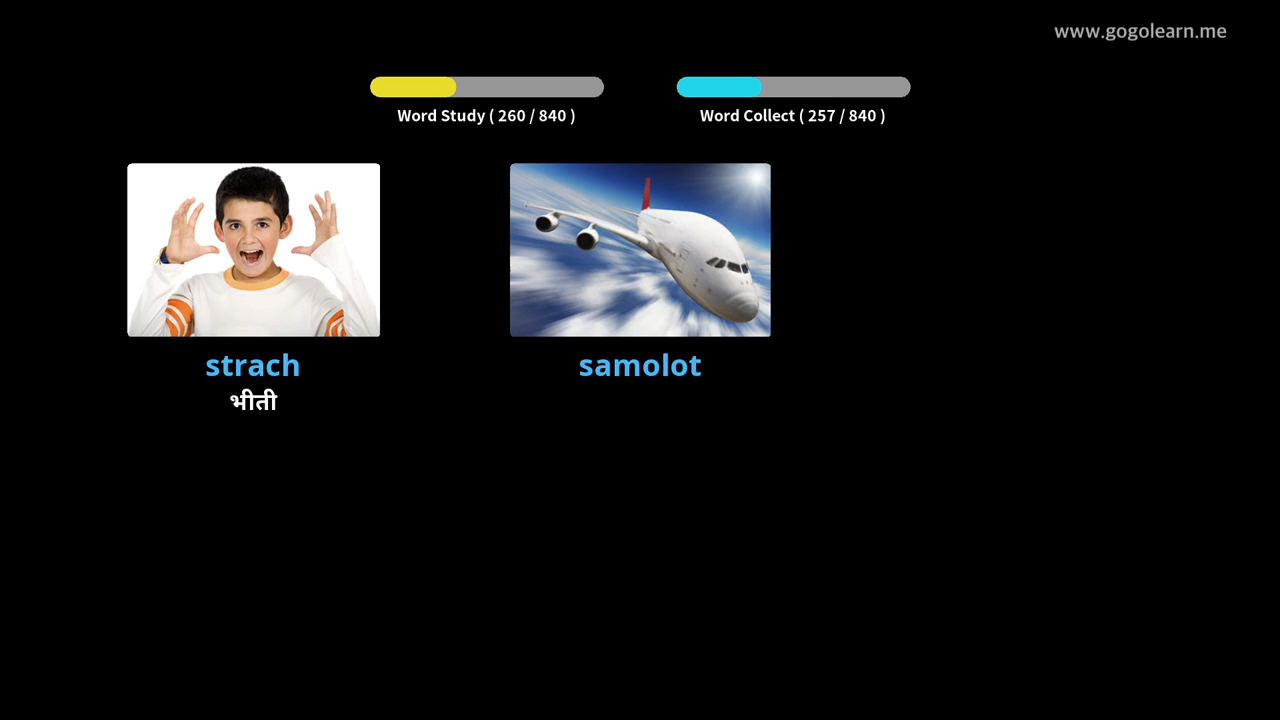 www.gogolearn.me
Word Study ( 260 / 840 )
Word Collect ( 257 / 840 )
strach
भीती
samolot